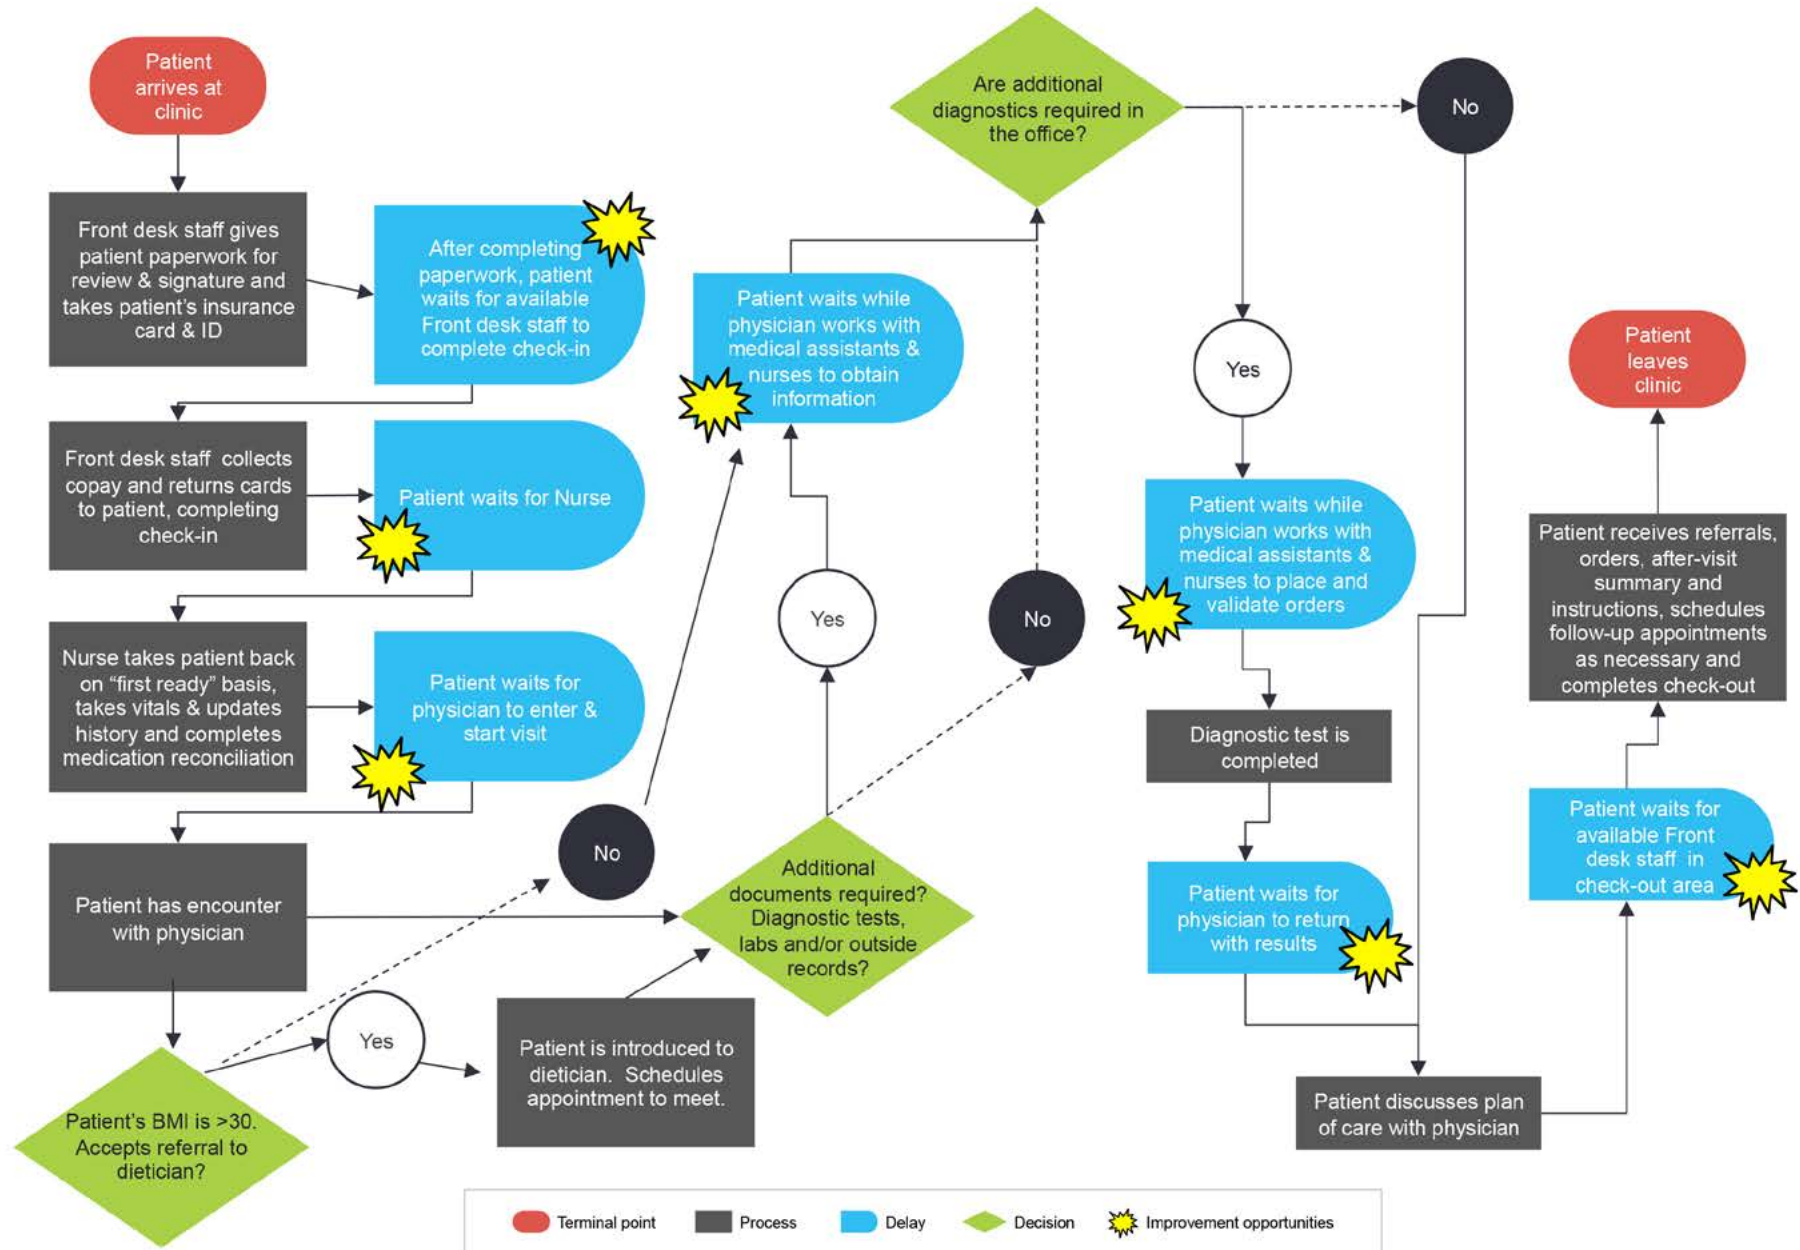 Patient
arrives at
clinic
Front desk staff gives
patient paperwork for
review & signature and
takes patient's insurance
card & ID
After completing
paperwork, patient
waits for available
Front desk staff to
complete check-in
Front desk staff collects
copay and returns cards
to patient, completing
check-in
Patient waits for Nurse
Nurse takes patient back
on "first ready" basis,
takes vitals & updates
history and completes
medication reconciliation
Patient waits for
physician to enter &
start visit
Patient has encounter
with physician
Patient's BMI is >30.
Accepts referral to
dietician?
No
Yes
Patient is introduced to
dietician. Schedules
appointment to meet.
Additional
documents required?
Diagnostic tests,
labs and/or outside
records?
Yes
No
Patient waits while
physician works with
medical assistants &
nurses to obtain
information
Are additional
diagnostics required in
the office?
No
Yes
Patient waits while
physician works with
medical assistants &
nurses to place and
validate orders
Diagnostic test is
completed
Patient waits for
physician to return
with results
Patient discusses plan
of care with physician
Patient waits for
available Front
desk staff in
check-out area
Patient receives referrals,
orders, after-visit
summary and
instructions, schedules
follow-up appointments
as necessary and
completes check-out
Patient
leaves
clinic
Terminal point
Process
Delay
Decision
Improvement opportunities